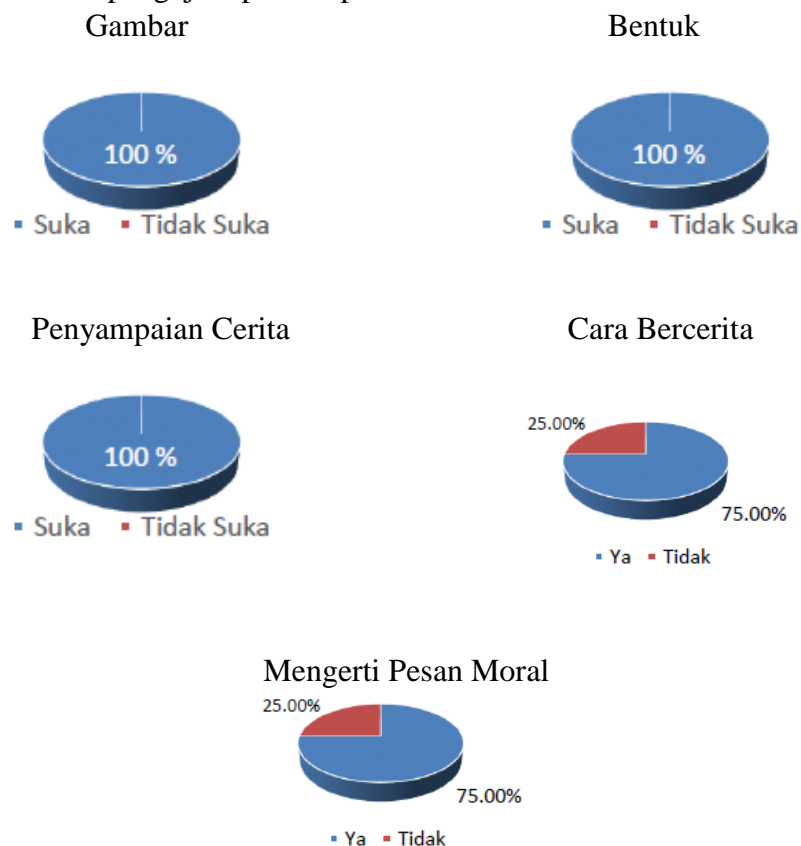 Gambar
Bentuk
100 %
100 %
Suka Tidak Suka
Suka Tidak Suka
Penyampaian Cerita
Cara Bercerita
100 %
Suka Tidak Suka
25.00%
75.00%
Ya Tidak
Mengerti Pesan Moral
25.00%
75.00%
Ya Tidak